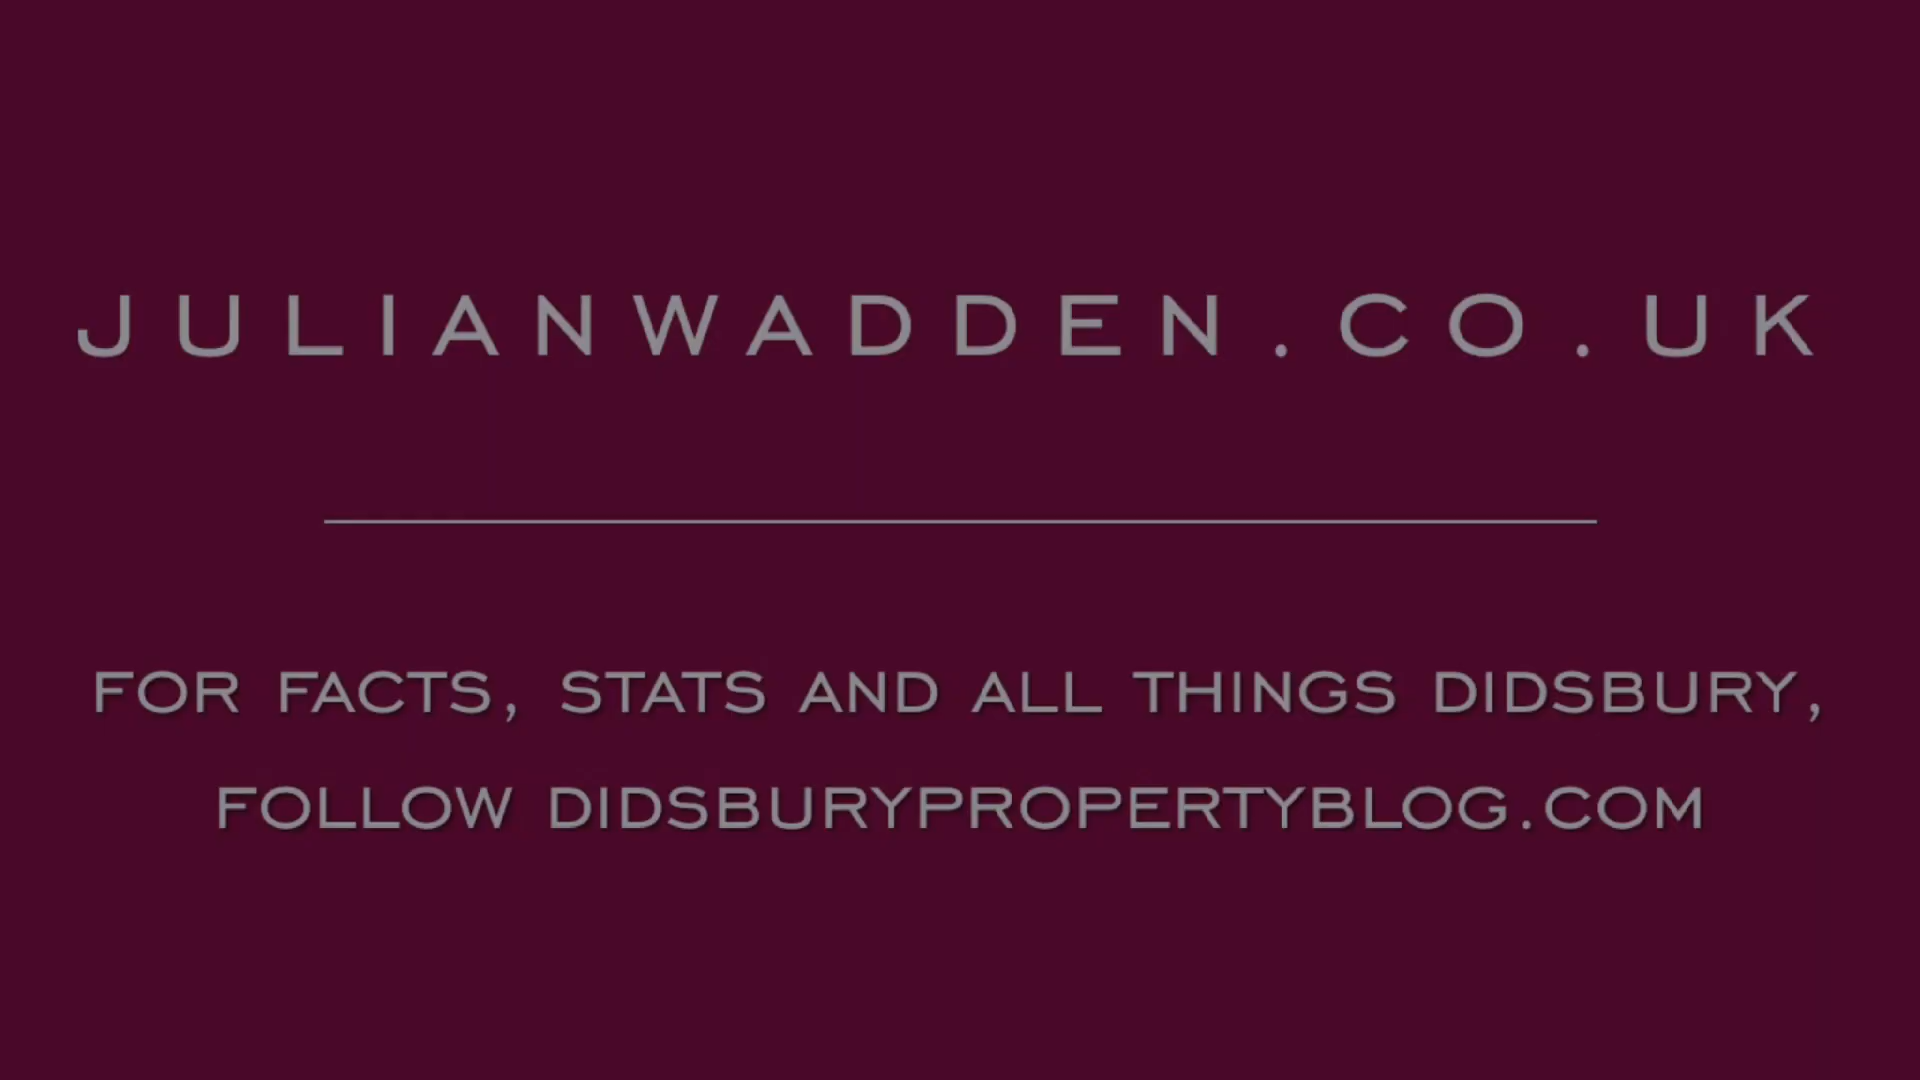 JULIANWADDEN.CO.UK
FOR FACTS, STATS AND ALL THINGS DIDSBURY,
FOLLOW DIDSBURYPROPERTYBLOG.COM